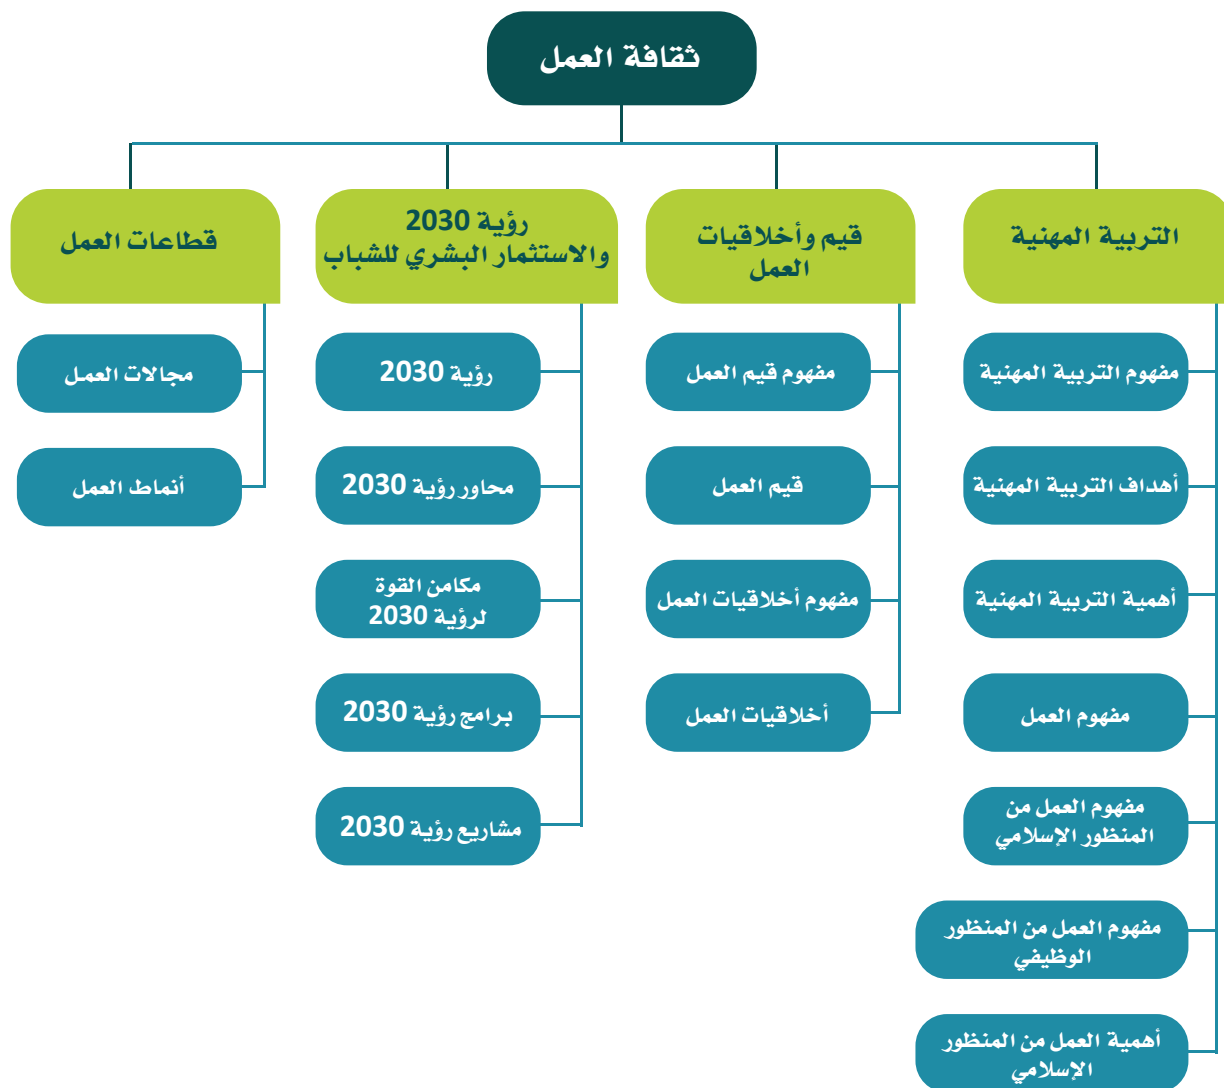 ثقافة العمل
التربية المهنية
مفهوم التربية المهنية
أهداف التربية المهنية
أهمية التربية المهنية
مفهوم العمل
مفهوم العمل من
المنظور الإسلامي
مفهوم العمل من المنظور
الوظيفي
أهمية العمل من المنظور
الإسلامي
قيم وأخلاقيات
العمل
مفهوم قيم العمل
قيم العمل
مفهوم أخلاقيات العمل
أخلاقيات العمل
رؤية 2030
والاستثمار البشري للشباب
رؤية 2030
محاور رؤية 2030
مكامن القوة
لرؤية 2030
برامج رؤية 2030
مشاريع رؤية 2030
قطاعات العمل
مجالات العمل
أنماط العمل